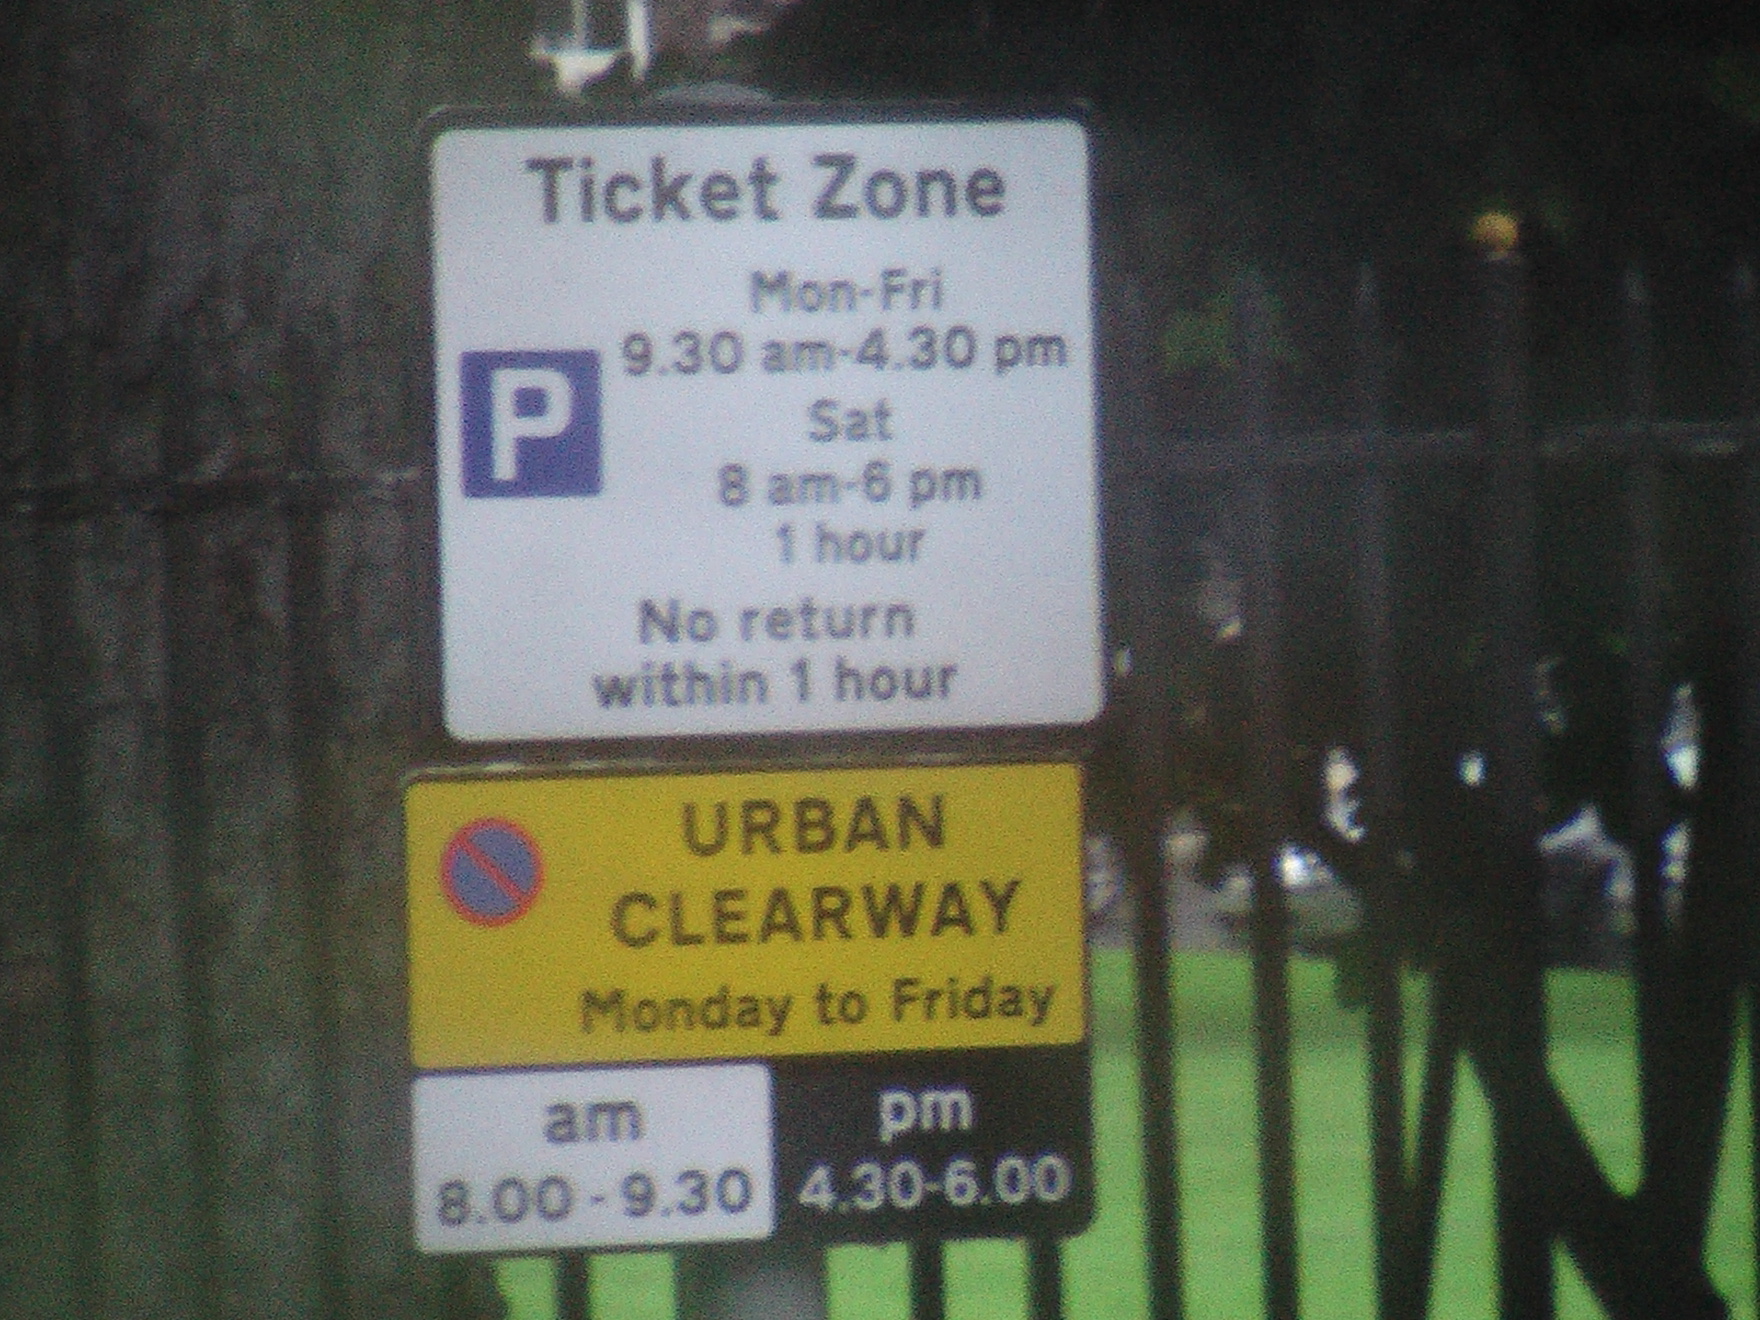 Ticket Zone
Mon-Fri
9.30 am-4.30 pm
P
Sat
8 am-6 pm
1 hour
No return
within 1 hour
URBAN
CLEARWAY
Monday to Friday
am
8.00 - 9.30
pm
4.30-6.00